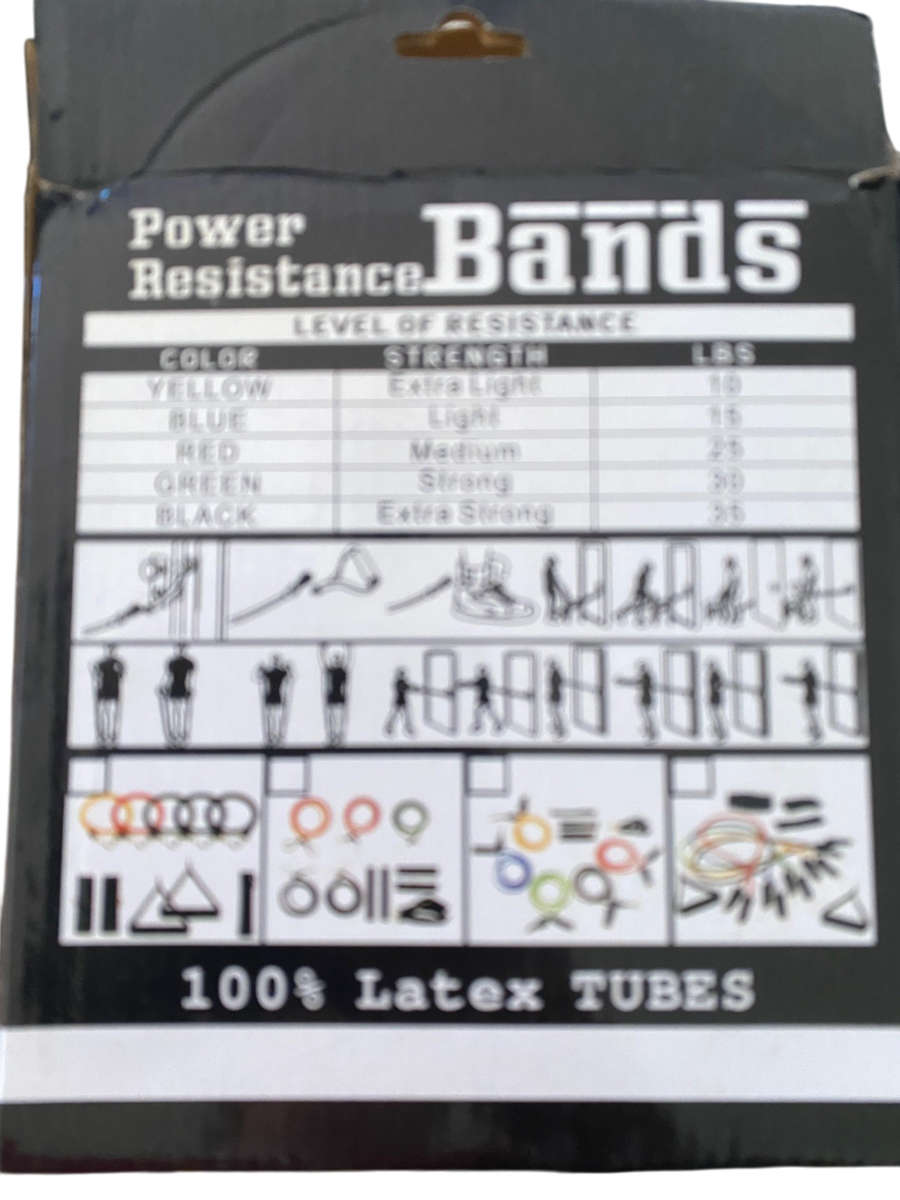 Power
Resistance Bands
LEVEL OF RESISTANCE
COLOR STRENGTH LBS
YELLOW Extra Light 10
BLUE Light 15
RED Medium 25
GREEN Strong 30
BLACK Extra Strong 35
100% Latex TUBES